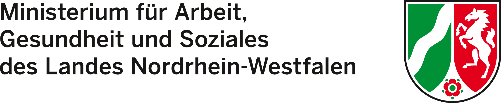 Ministerium für Arbeit,
Gesundheit und Soziales
des Landes Nordrhein-Westfalen